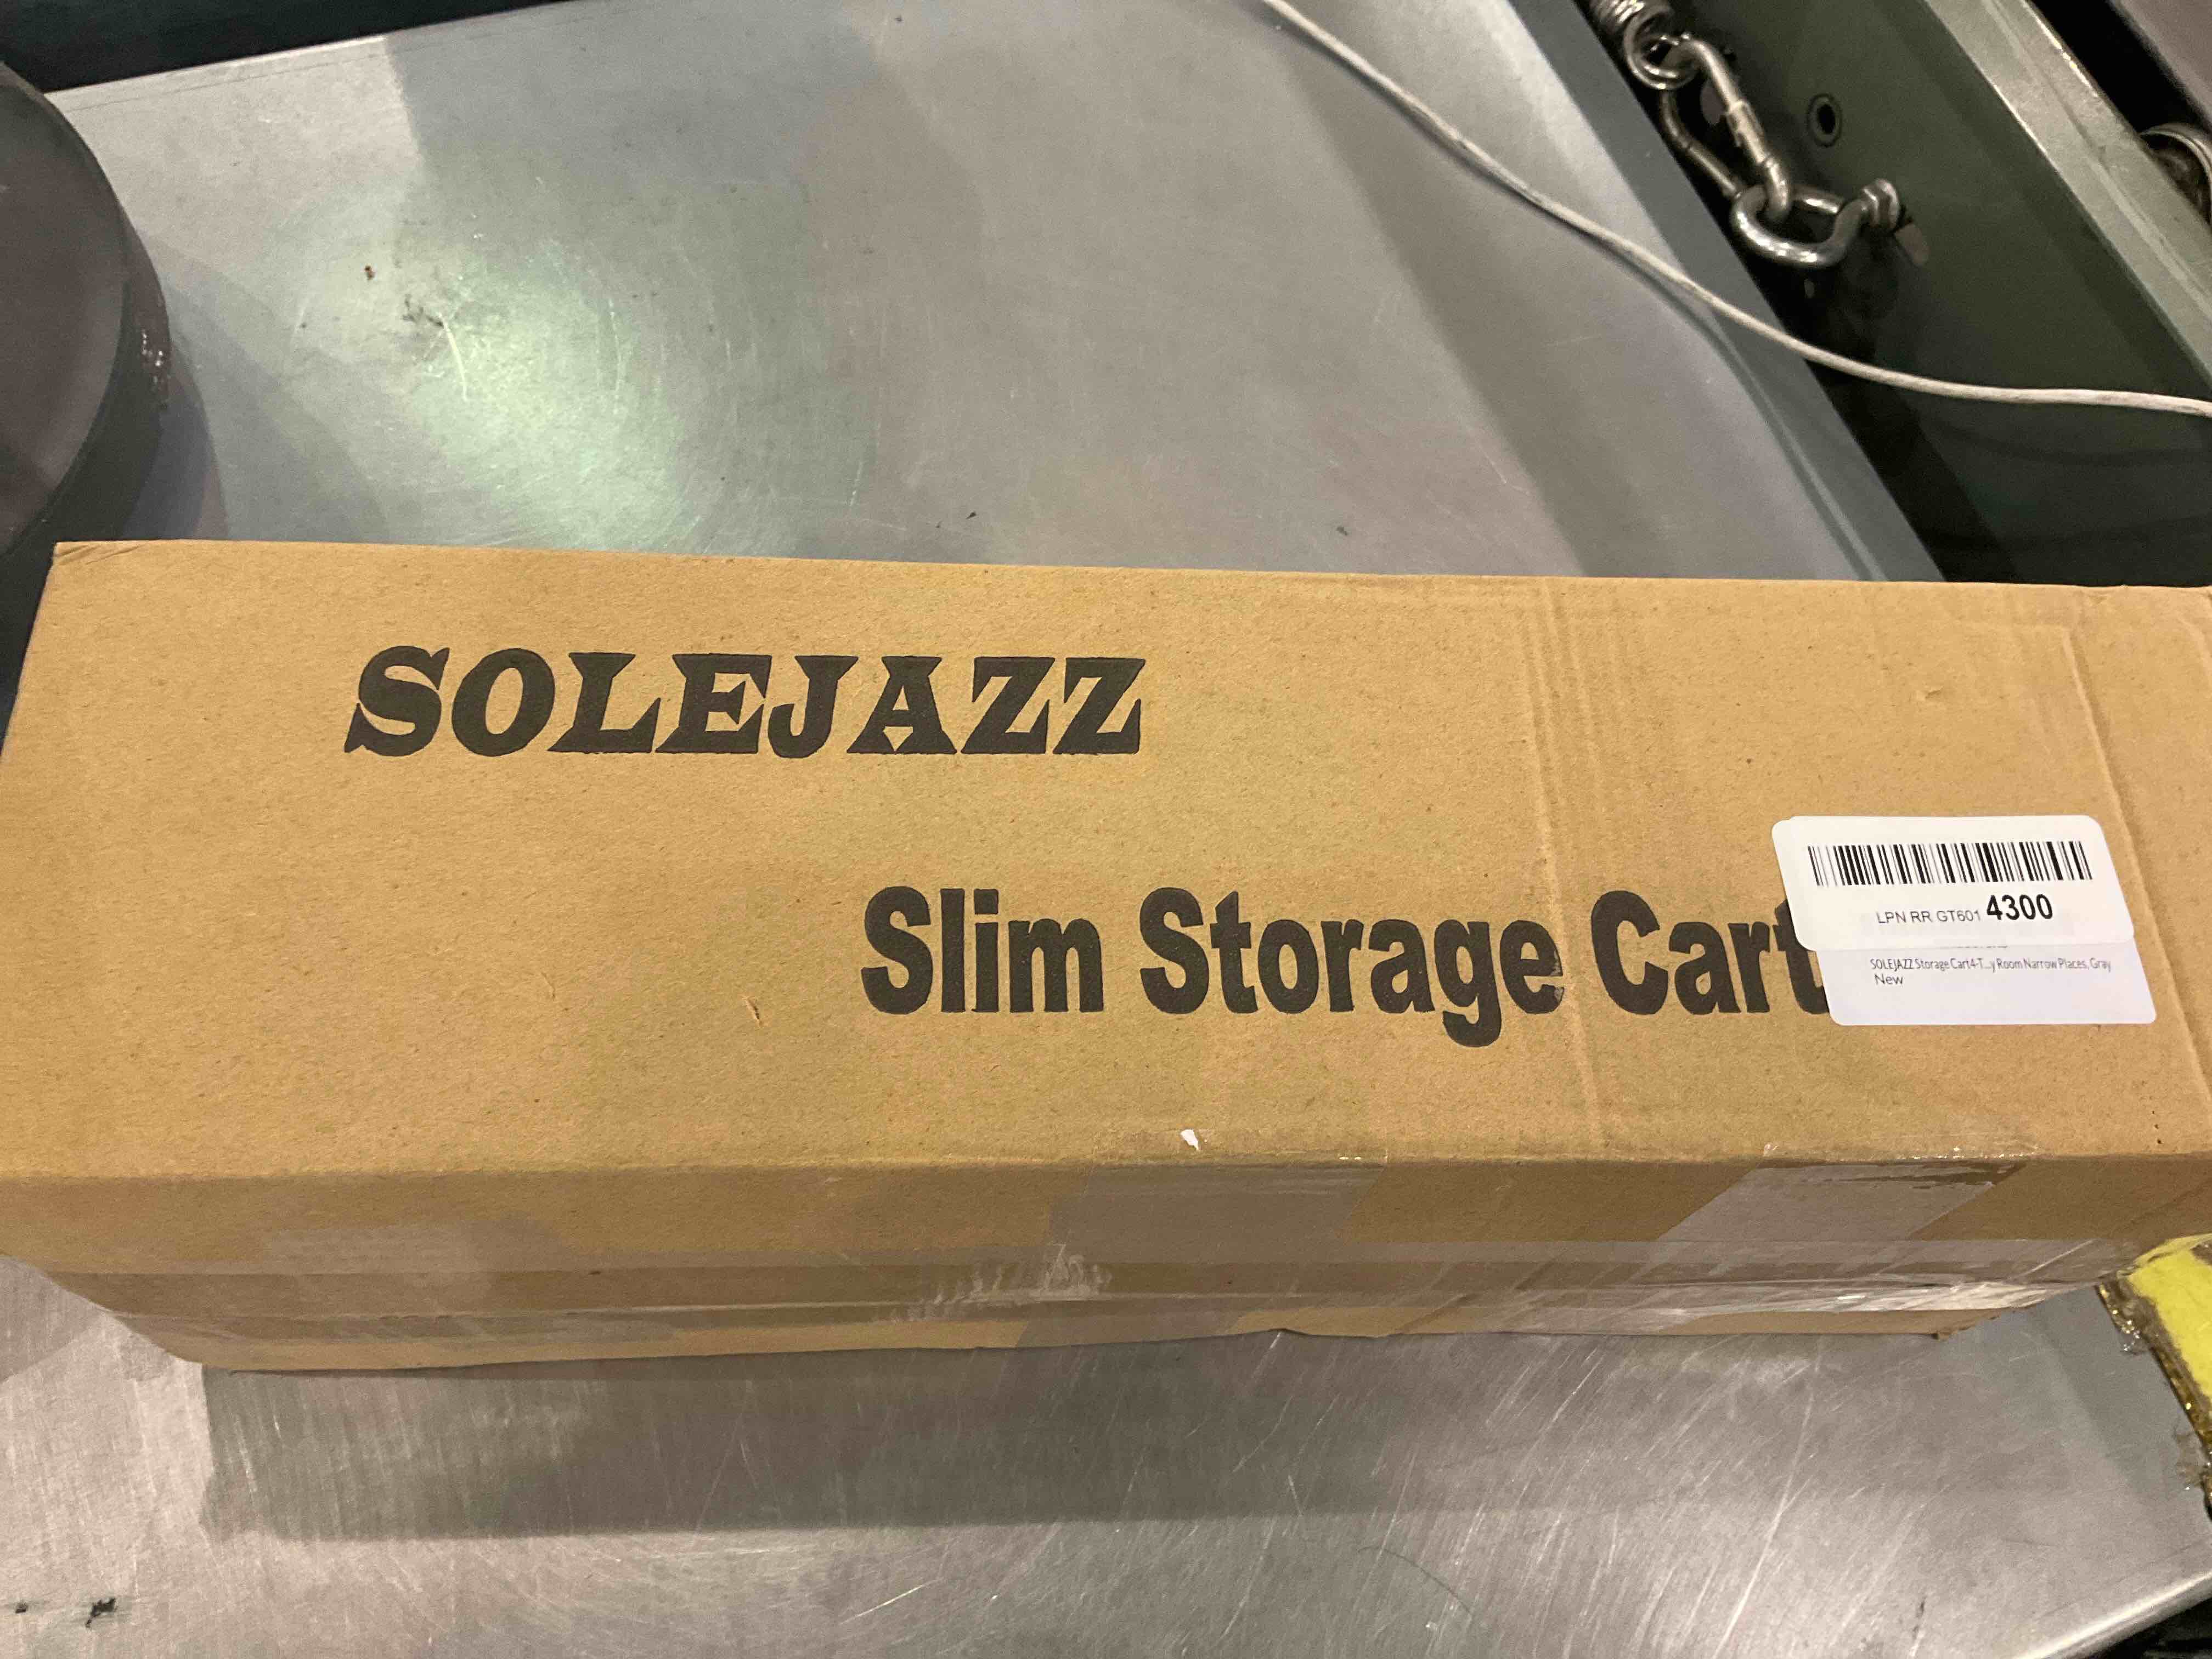 SOLEJAZZ
Slim Storage Cart
LPN RR GT601 4300
SOLEJAZZ Storage Cart4-T...y Room Narrow Places, Gray
New